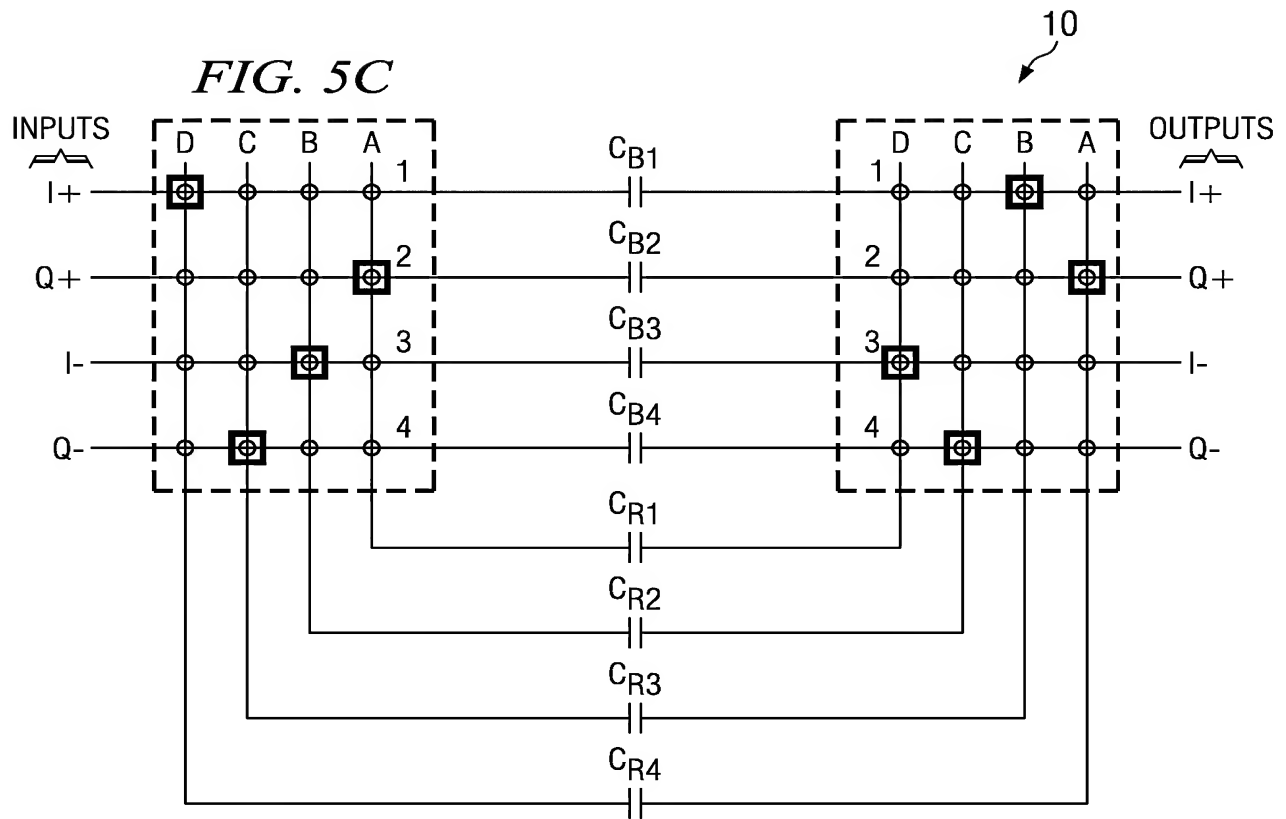 10
FIG. 5C
INPUTS D C B A CB1 D C B A OUTPUTS
I+ 1 1 I+
CB2
Q+ 2 2 Q+
CB3
I- 3 3 I-
CB4
Q- 4 4 Q-
CR1
CR2
CR3
CR4